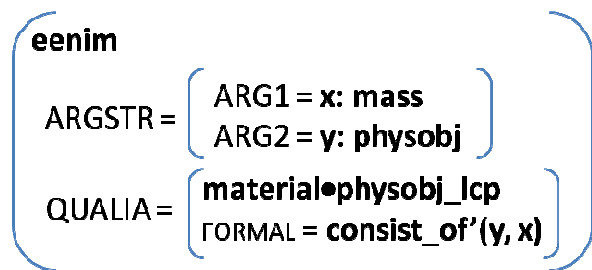 eenim
ARGSTR = ARG1 = x: mass
ARG2 = y: physobj
QUALIA = material•physobj_lcp
FORMAL = consist_of’(y, x)